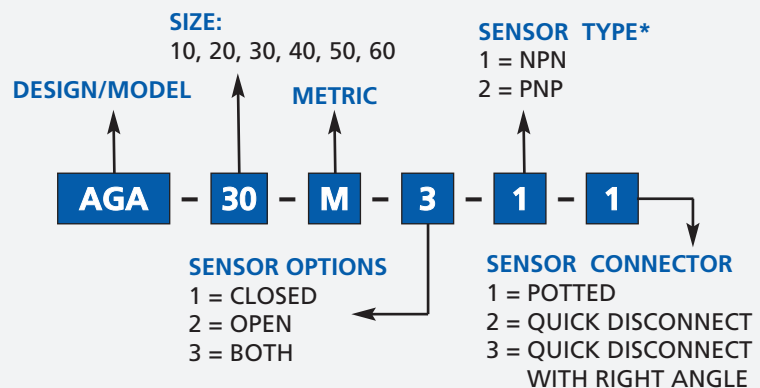 SIZE:
10, 20, 30, 40, 50, 60
SENSOR TYPE*
1 = NPN
2 = PNP
DESIGN/MODEL
METRIC
AGA - 30 - M - 3 - 1 - 1
SENSOR OPTIONS
1 = CLOSED
2 = OPEN
3 = BOTH
SENSOR CONNECTOR
1 = POTTED
2 = QUICK DISCONNECT
3 = QUICK DISCONNECT
WITH RIGHT ANGLE